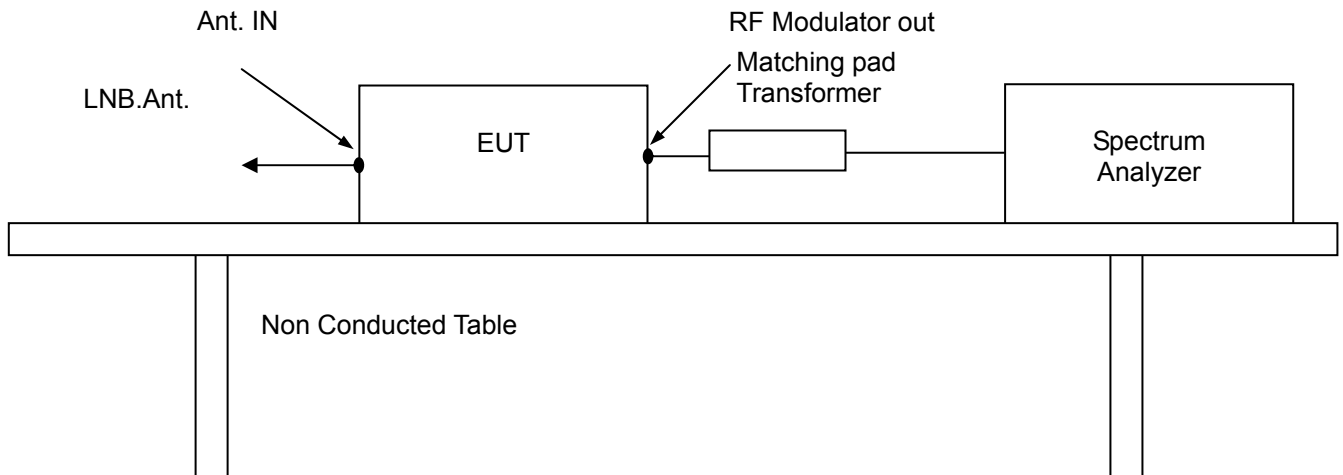 Ant. IN
RF Modulator out
Matching pad
Transformer
LNB.Ant.
EUT
Spectrum
Analyzer
Non Conducted Table